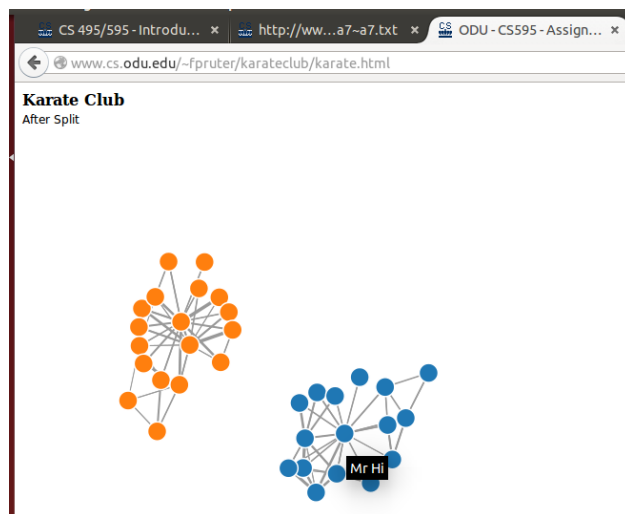 CS 495/595 - Introdu... ×
http://ww...a7~a7.txt ×
ODU - CS595 - Assign... ×
www.cs.odu.edu/~fpruter/karateclub/karate.html
Karate Club
After Split
Mr Hi